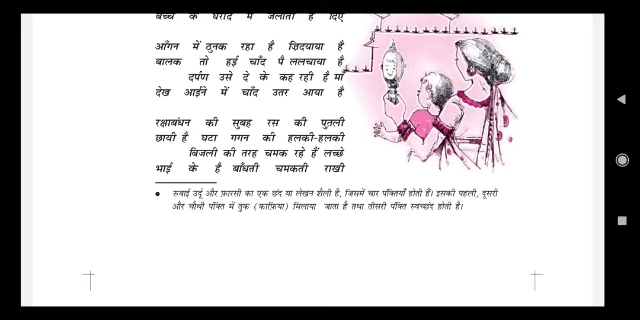 बच्चे के घरौंदे में जलाती है दिए
आँगन में ठुनक रहा है ज़िदयाया है
बालक तो हई चाँद पै ललचाया है
दर्पण उसे दे के कह रही है माँ
देख आईने में चाँद उतर आया है
रक्षाबंधन की सुबह रस की पुतली
छायी है घटा गगन की हलकी-हलकी
बिजली की तरह चमक रहे हैं लच्छे
भाई के है बाँधती चमकती राखी
• रुबाई उर्दू और फ़ारसी का एक छंद या लेखन शैली है, जिसमें चार पंक्तियाँ होती हैं। इसकी पहली, दूसरी
और चौथी पंक्ति में तुक (काफ़िया) मिलाया जाता है तथा तीसरी पंक्ति स्वच्छंद होती है।